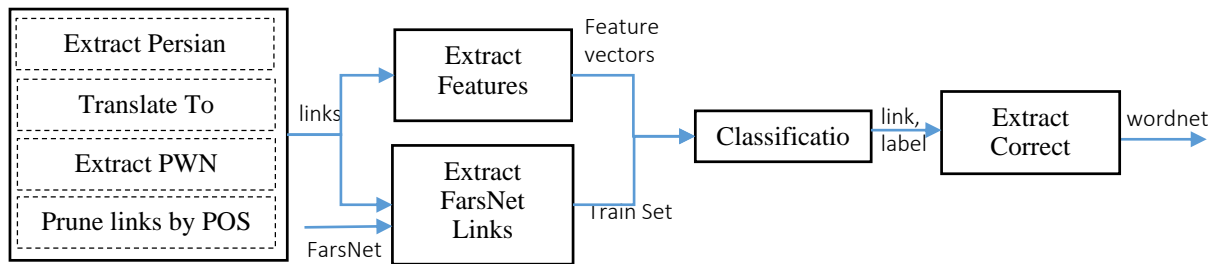 Extract Persian
Translate To
Extract PWN
Prune links by POS
links
FarsNet
Extract
Features
Extract
FarsNet
Links
Feature
vectors
Train Set
Classificatio
link,
label
Extract
Correct
wordnet